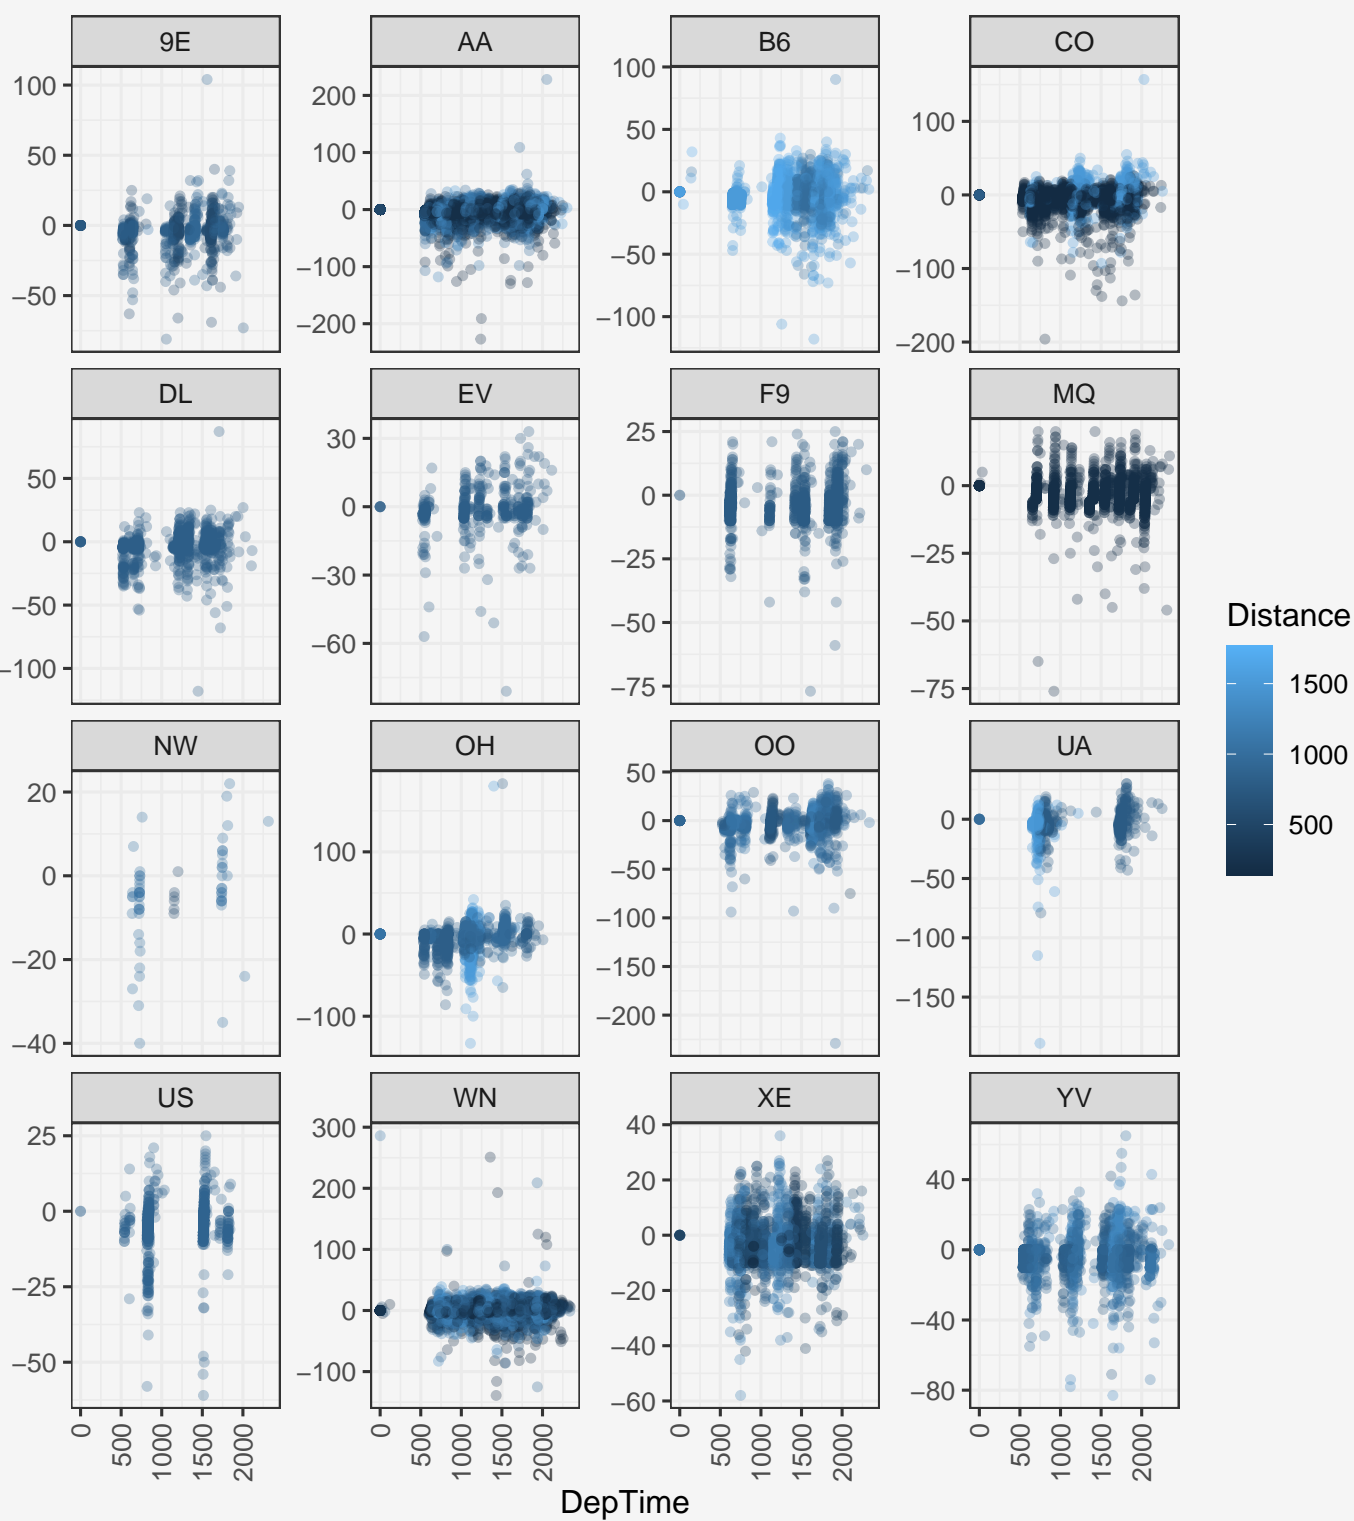 9E AA B6 CO
100 50 0 −50
200 100 0 −100 −200
100 50 0 −50 −100
100 0 −100 −200
DL EV F9 MQ
50 0 −50 −100
30 0 −30 −60
25 0 −25 −50 −75
0 −25 −50 −75
Distance
1500
1000
500
NW OH OO UA
20 0 −20 −40
100 0 −100
50 0 −50 −100 −150 −200
0 −50 −100 −150
US WN XE YV
25 0 −25 −50
300 200 100 0 −100
40 20 0 −20 −40 −60
40 0 −40 −80
0 500 1000 1500 2000 0 500 1000 1500 2000 0 500 1000 1500 2000 0 500 1000 1500 2000
DepTime